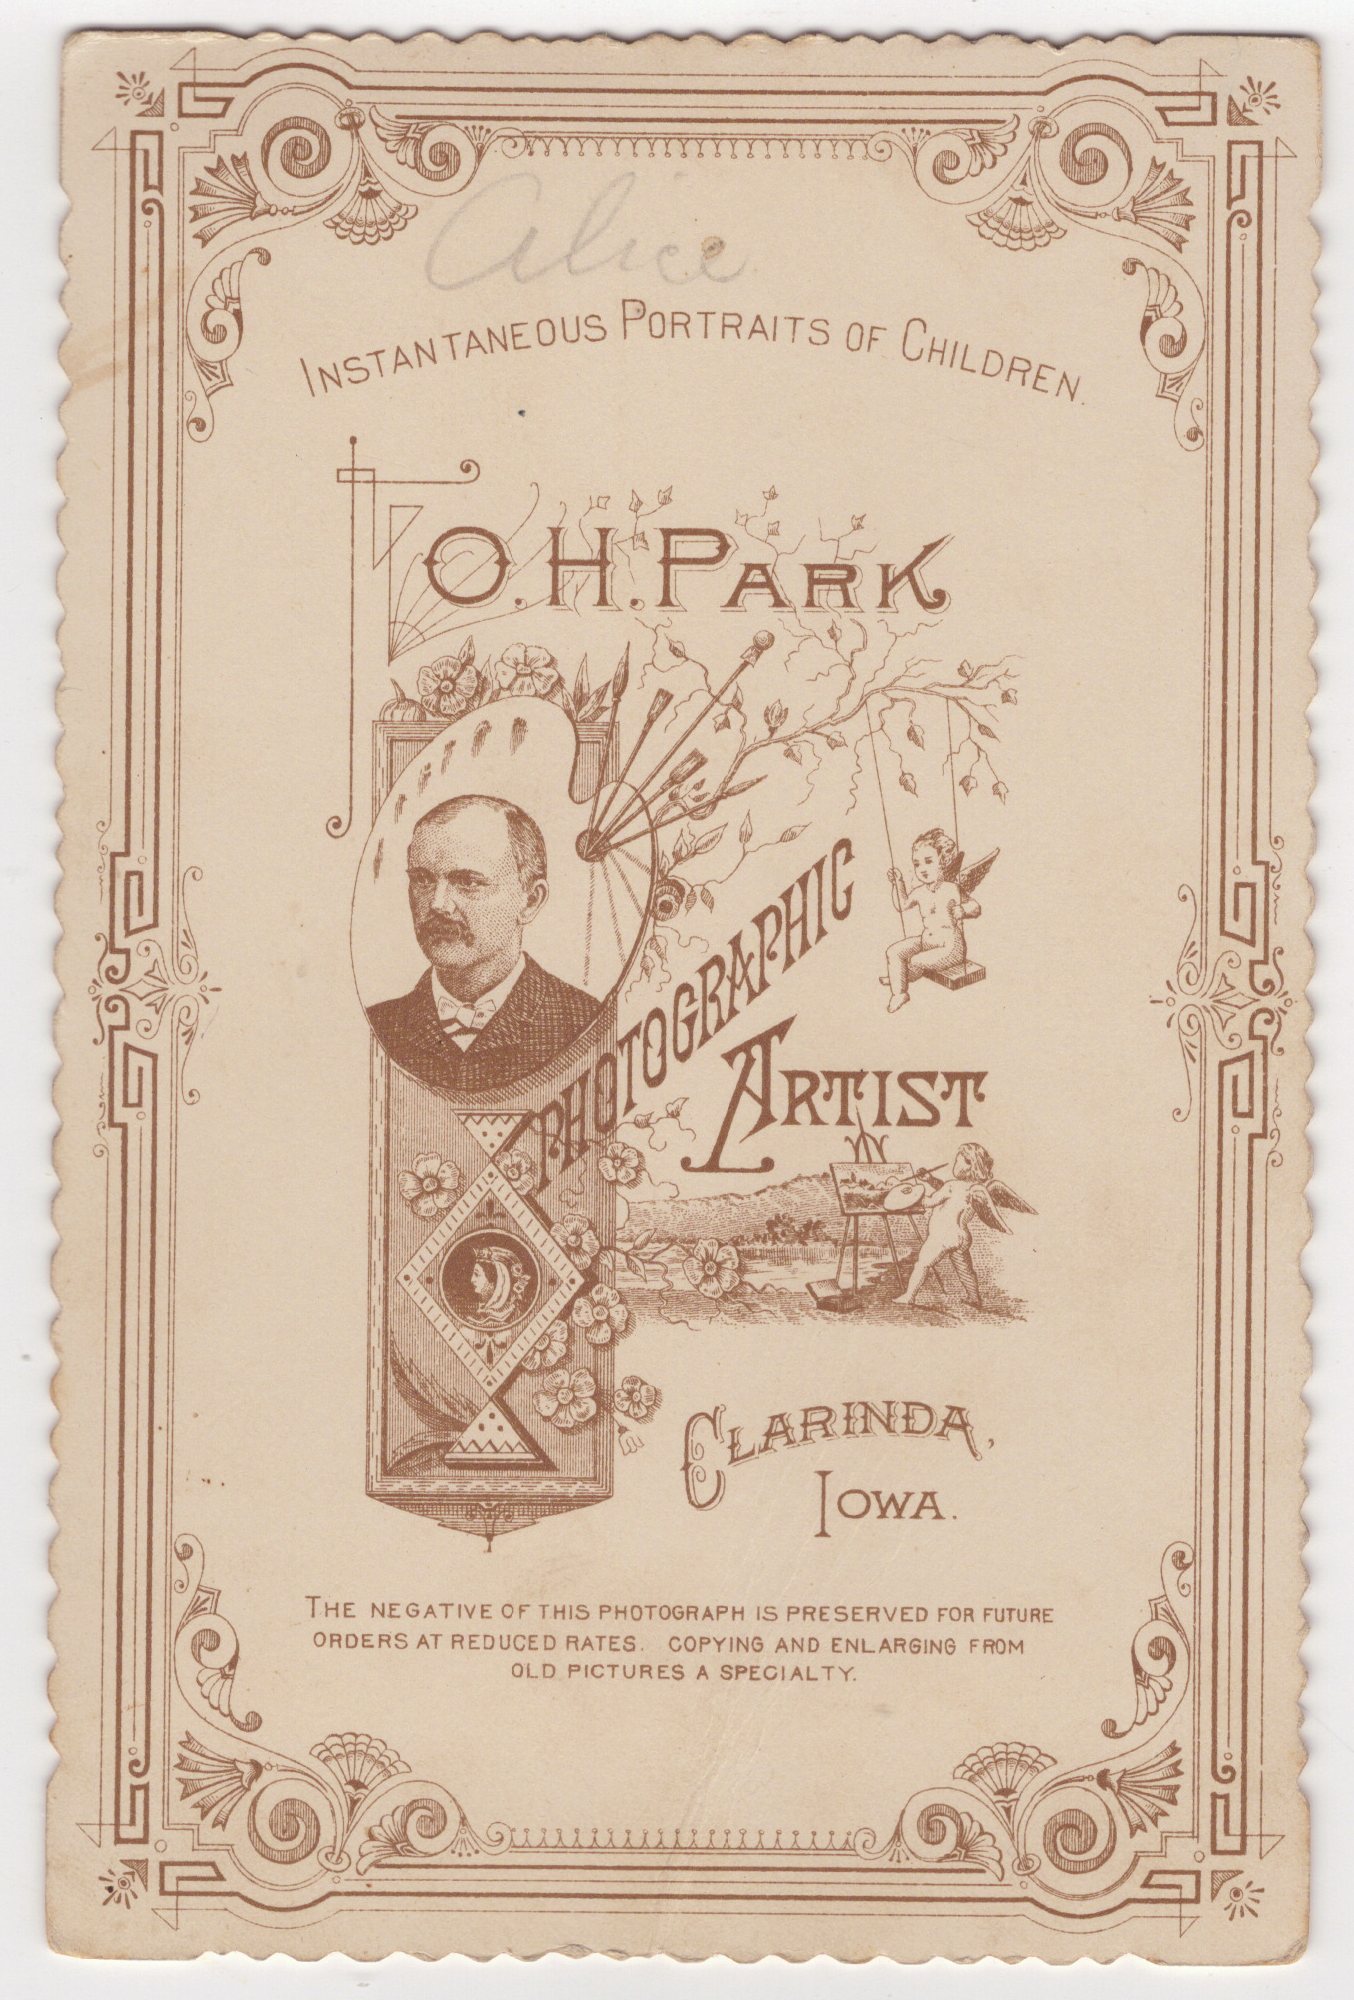 Alice
INSTANTANEOUS PORTRAITS OF CHILDREN.
O.H. PARK
PHOTOGRAPHIC
ARTIST
CLARINDA,
IOWA.
THE NEGATIVE OF THIS PHOTOGRAPH IS PRESERVED FOR FUTURE
ORDERS AT REDUCED RATES. COPYING AND ENLARGING FROM
OLD PICTURES A SPECIALTY.